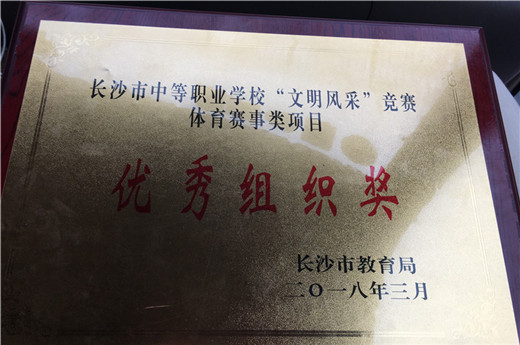 长沙市中等职业学校“文明风采”竞赛
体育赛事类项目
优秀组织奖
长沙市教育局
二〇一八年三月